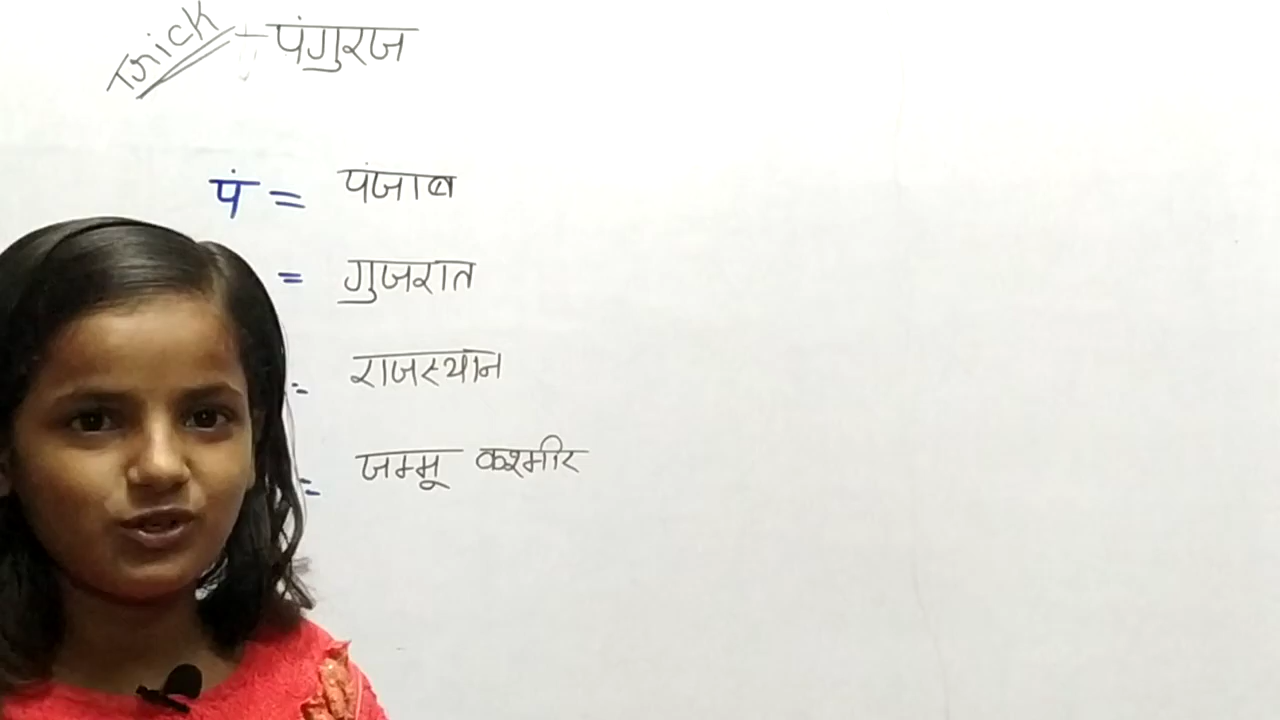 Trick - पंगुरज
पं = पंजाब
= गुजरात
= राजस्थान
= जम्मू कश्मीर